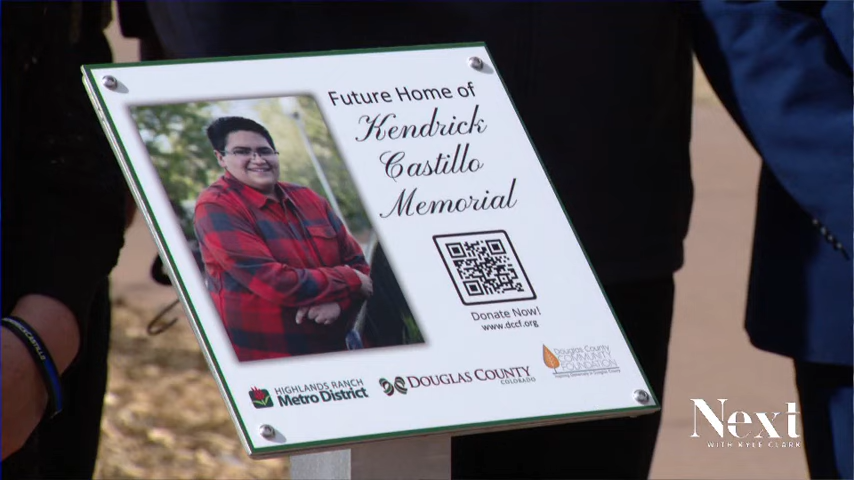 Future Home of
Kendrick
Castillo
Memorial
Donate Now!
www.dccf.org
HIGHLANDS RANCH
Metro District
DOUGLAS COUNTY
COLORADO
Douglas County
COMMUNITY
FOUNDATION
Next
WITH KYLE CLARK